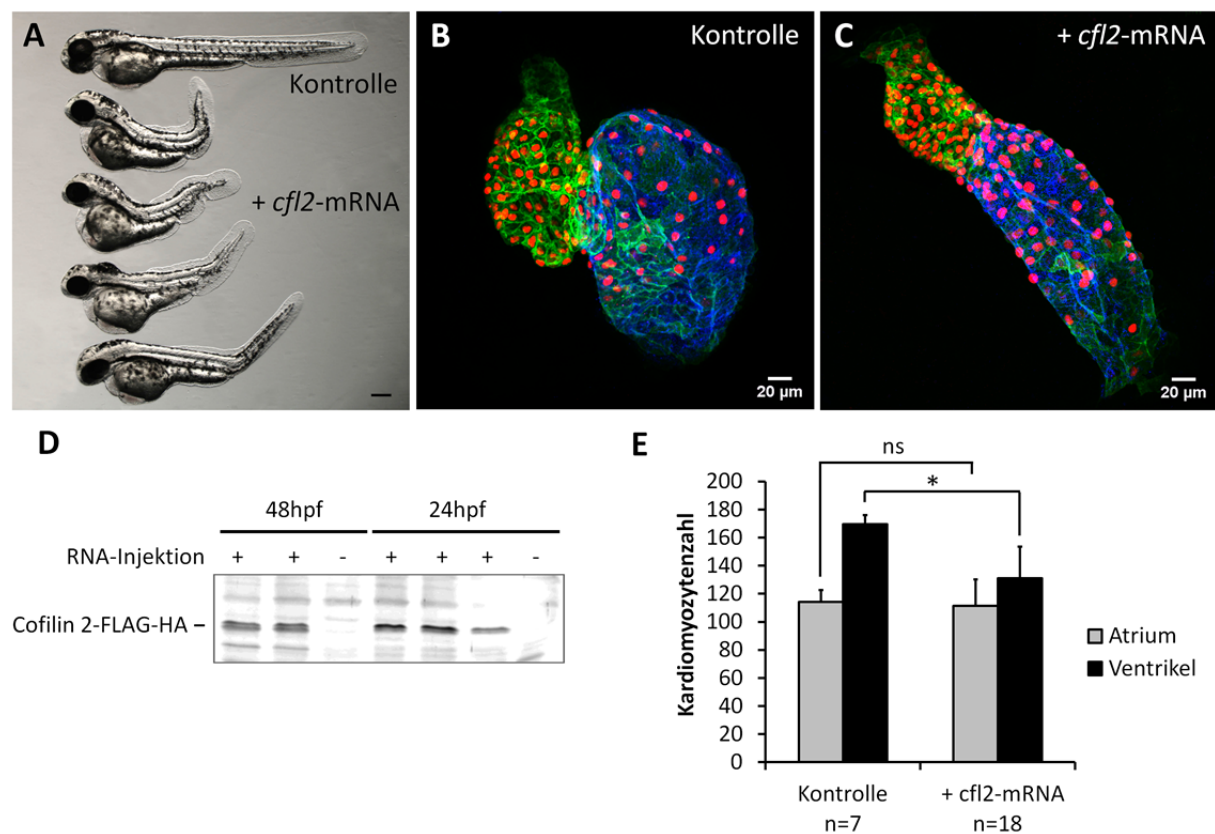 A
Kontrolle
+ cfl2-mRNA
B
Kontrolle
20 µm
C
+ cfl2-mRNA
20 µm
D
48hpf
24hpf
RNA-Injektion
+ + - + + + -
Cofilin 2-FLAG-HA –
E
ns
*
Kardiomyozytenzahl
200
180
160
140
120
100
80
60
40
20
0
Kontrolle
n=7
+ cfl2-mRNA
n=18
Atrium
Ventrikel